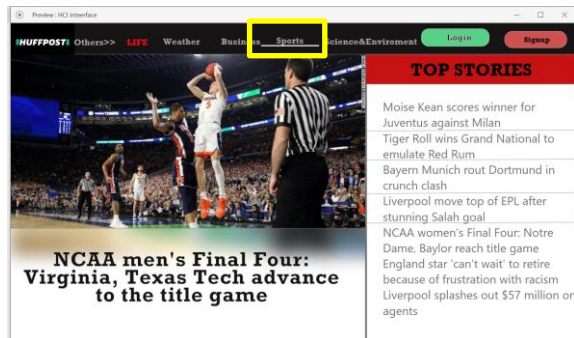 Preview : HCI inteerface
IHUFFPOSTI Others>> LIFE Weather Business Sports Science&Enviroment Login Signup
TOP STORIES
Moise Kean scores winner for
Juventus against Milan
Tiger Roll wins Grand National to
emulate Red Rum
Bayern Munich rout Dortmund in
crunch clash
Liverpool move top of EPL after
stunning Salah goal
NCAA women's Final Four: Notre
Dame, Baylor reach title game
England star 'can't wait' to retire
because of frustration with racism
Liverpool splashes out $57 million on
agents
NCAA men's Final Four:
Virginia, Texas Tech advance
to the title game